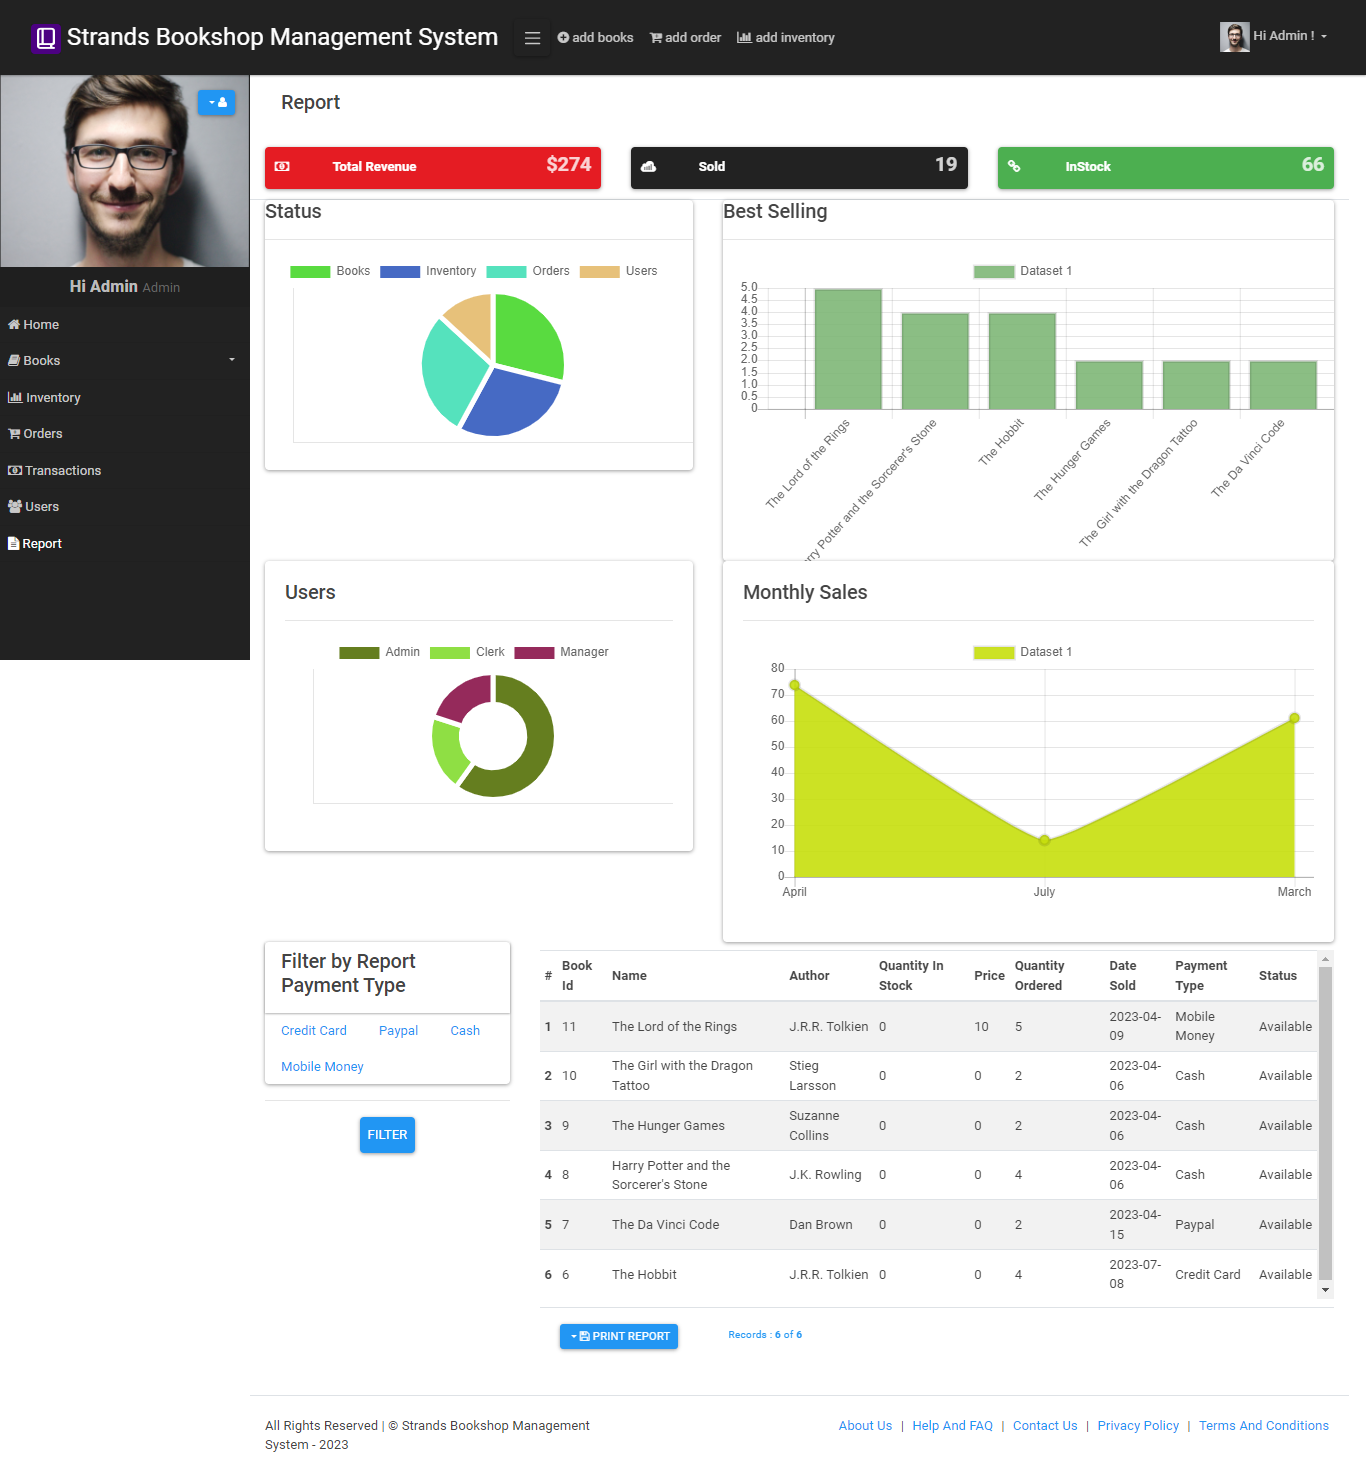 Strands Bookshop Management System
add books
add order
add inventory
Hi Admin !
Hi Admin Admin
Home
Books
Inventory
Orders
Transactions
Users
Report
Report
Total Revenue $274
Sold 19
InStock 66
Status
Books Inventory Orders Users
Best Selling
Dataset 1
5.0
4.5
4.0
3.5
3.0
2.5
2.0
1.5
1.0
0.5
0
The Lord of the Rings
Potter and the Sorcerer's Stone
The Hobbit
The Hunger Games
The Girl with the Dragon Tattoo
The Da Vinci Code
Users
Admin Clerk Manager
Monthly Sales
Dataset 1
80
70
60
50
40
30
20
10
0
April July March
Filter by Report
Payment Type
Credit Card Paypal Cash
Mobile Money
FILTER
# Book Id Name Author Quantity In Stock Price Quantity Ordered Date Sold Payment Type Status
1 11 The Lord of the Rings J.R.R. Tolkien 0 10 5 2023-04-09 Mobile Money Available
2 10 The Girl with the Dragon Tattoo Stieg Larsson 0 0 2 2023-04-06 Cash Available
3 9 The Hunger Games Suzanne Collins 0 0 2 2023-04-06 Cash Available
4 8 Harry Potter and the Sorcerer's Stone J.K. Rowling 0 0 4 2023-04-06 Cash Available
5 7 The Da Vinci Code Dan Brown 0 0 2 2023-04-15 Paypal Available
6 6 The Hobbit J.R.R. Tolkien 0 0 4 2023-07-08 Credit Card Available
PRINT REPORT
Records : 6 of 6
All Rights Reserved | © Strands Bookshop Management
System - 2023
About Us | Help And FAQ | Contact Us | Privacy Policy | Terms And Conditions